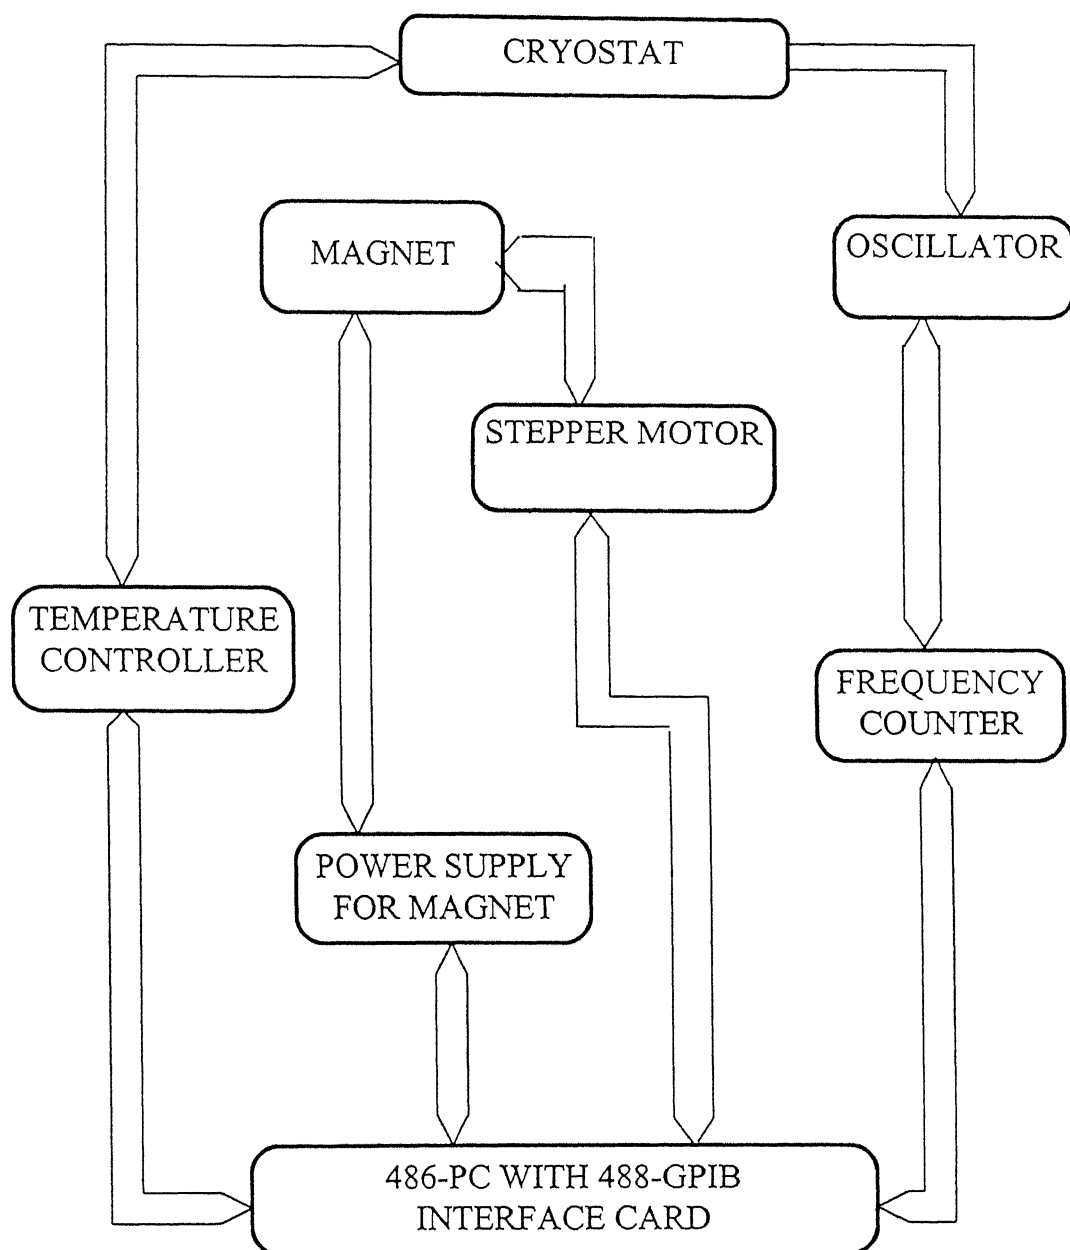 CRYOSTAT
MAGNET
OSCILLATOR
STEPPER MOTOR
TEMPERATURE
CONTROLLER
FREQUENCY
COUNTER
POWER SUPPLY
FOR MAGNET
486-PC WITH 488-GPIB
INTERFACE CARD